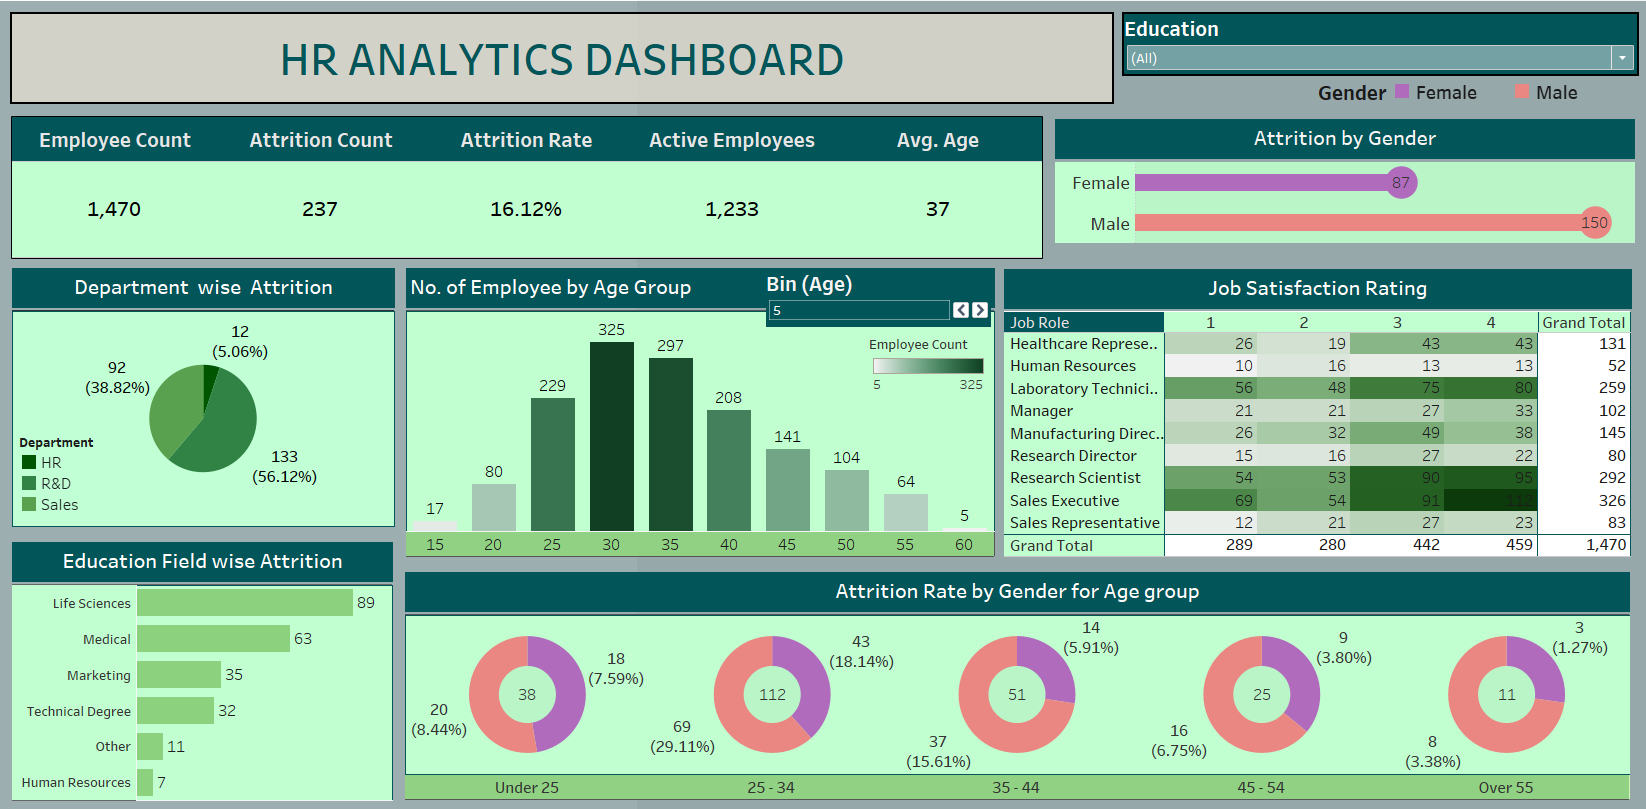 HR ANALYTICS DASHBOARD
Education
(All)
Gender Female Male
Employee Count Attrition Count Attrition Rate Active Employees Avg. Age
1,470 237 16.12% 1,233 37
Attrition by Gender
Female 87
Male 150
Department wise Attrition
12
(5.06%)
92
(38.82%)
133
(56.12%)
Department
HR
R&D
Sales
No. of Employee by Age Group
Bin (Age)
5
Employee Count
5 325
17 80 229 325 297 208 141 104 64 5
15 20 25 30 35 40 45 50 55 60
Job Satisfaction Rating
Job Role 1 2 3 4 Grand Total
Healthcare Represe.. 26 19 43 43 131
Human Resources 10 16 13 13 52
Laboratory Technici.. 56 48 75 80 259
Manager 21 21 27 33 102
Manufacturing Direc.. 26 32 49 38 145
Research Director 15 16 27 22 80
Research Scientist 54 53 90 95 292
Sales Executive 69 54 91 112 326
Sales Representative 12 21 27 23 83
Grand Total 289 280 442 459 1,470
Education Field wise Attrition
Life Sciences 89
Medical 63
Marketing 35
Technical Degree 32
Other 11
Human Resources 7
Attrition Rate by Gender for Age group
18
(7.59%)
38
20
(8.44%)
Under 25
43
(18.14%)
112
69
(29.11%)
25 - 34
14
(5.91%)
51
37
(15.61%)
35 - 44
9
(3.80%)
25
16
(6.75%)
45 - 54
3
(1.27%)
11
8
(3.38%)
Over 55